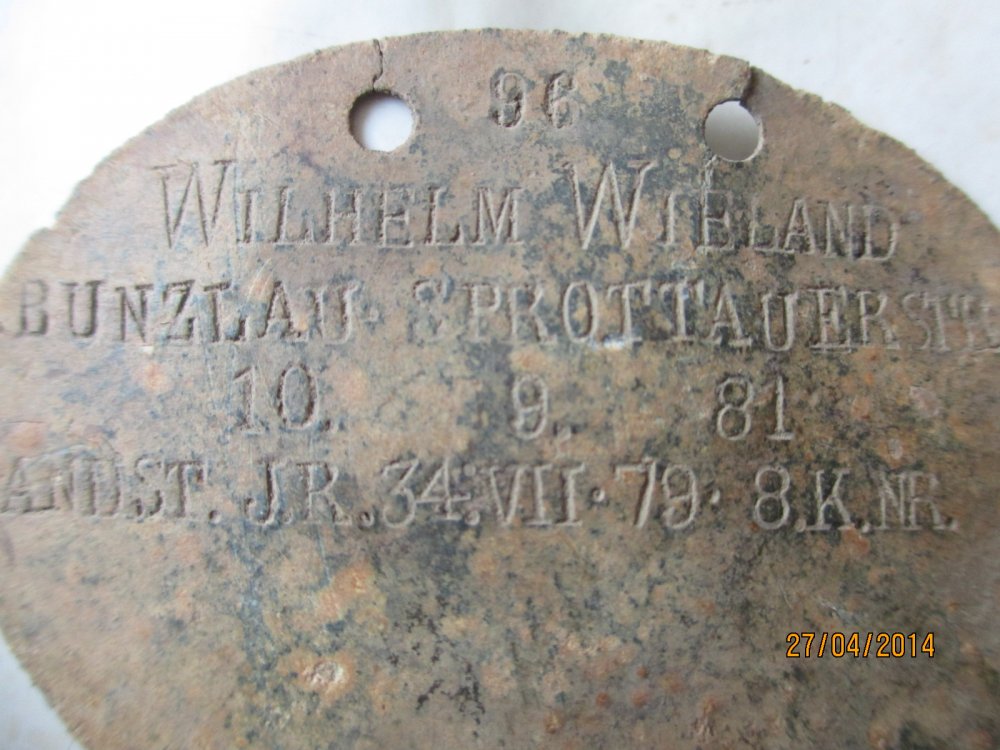 96
WILHELM WIELAND
BUNZLAU. SPROTTAUERSTR
10. 9. 81
ANDST. J.R. 34. VII. 79. 8.K.NR.
27/04/2014